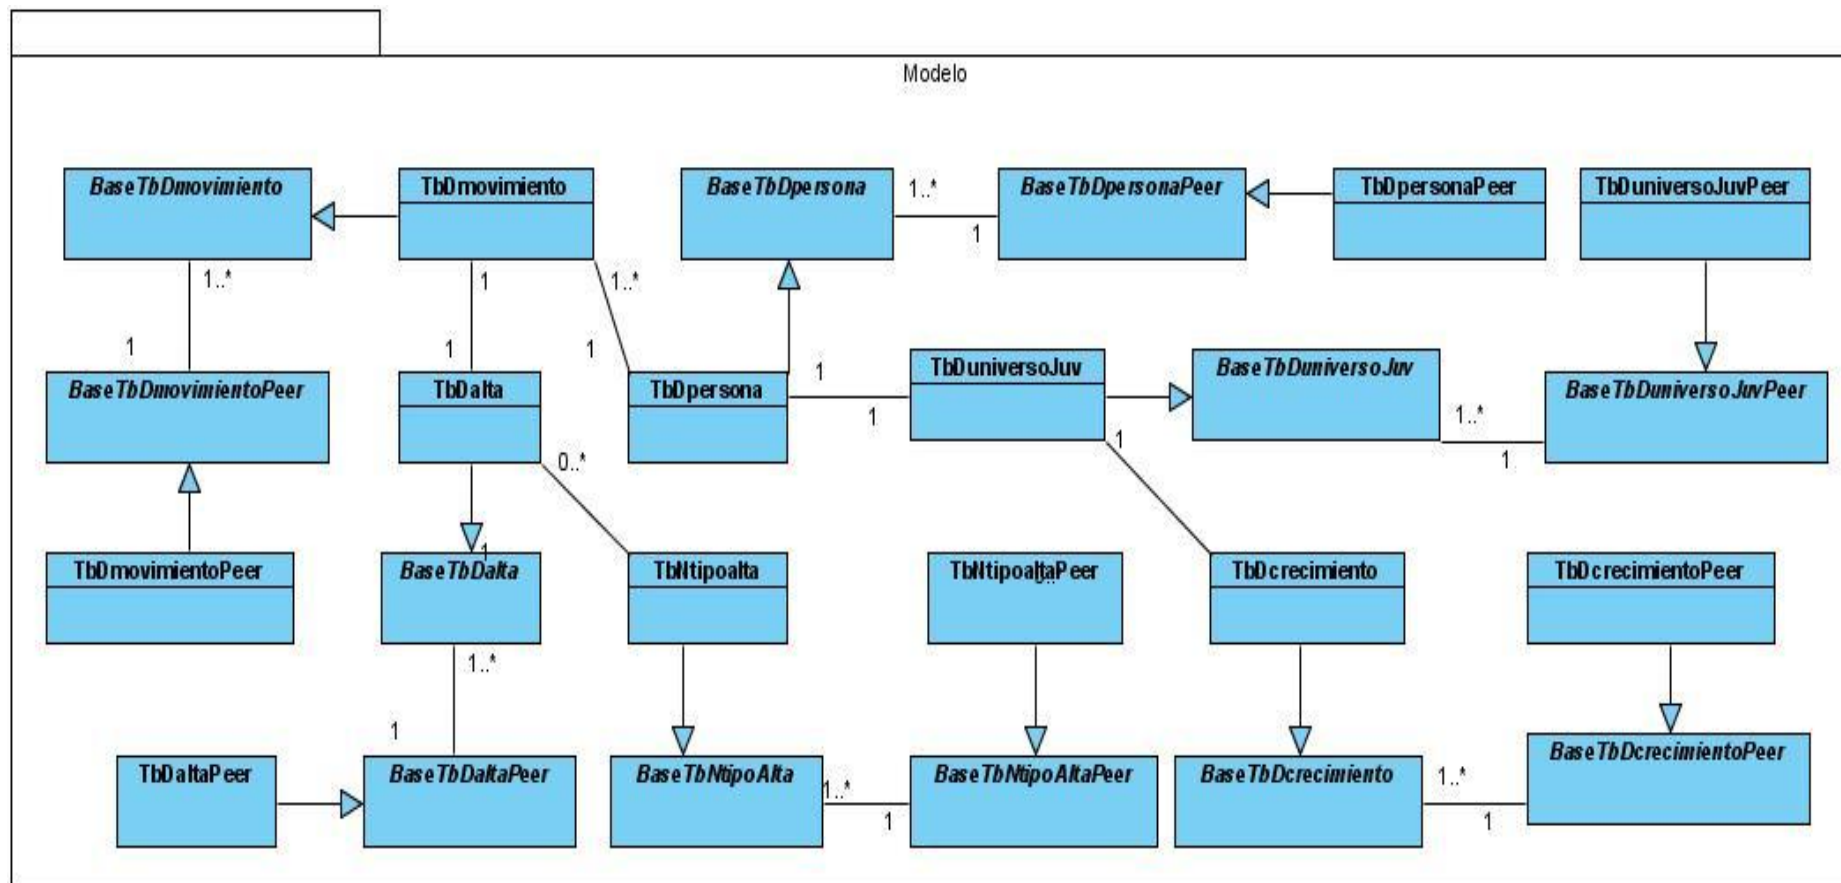 Modelo
BaseTbDmovimiento
TbDmovimiento
BaseTbDpersona
1..*
BaseTbDpersonaPeer
TbDpersonaPeer
TbDuniversoJuvPeer
1
1..*
1
1..*
1
1
1
TbDuniversoJuv
BaseTbDuniversoJuv
1
BaseTbDmovimientoPeer
TbDalta
TbDpersona
1
1..*
BaseTbDuniversoJuvPeer
1
1
0..*
TbDmovimientoPeer
1
BaseTbDalta
TbNtipoalta
TbNtipoaltaPeer
TbDcrecimiento
TbDcrecimientoPeer
1..*
1
TbDaltaPeer
BaseTbDaltaPeer
BaseTbNtipoAlta
1..*
1
BaseTbNtipoAltaPeer
BaseTbDcrecimiento
1..*
1
BaseTbDcrecimientoPeer